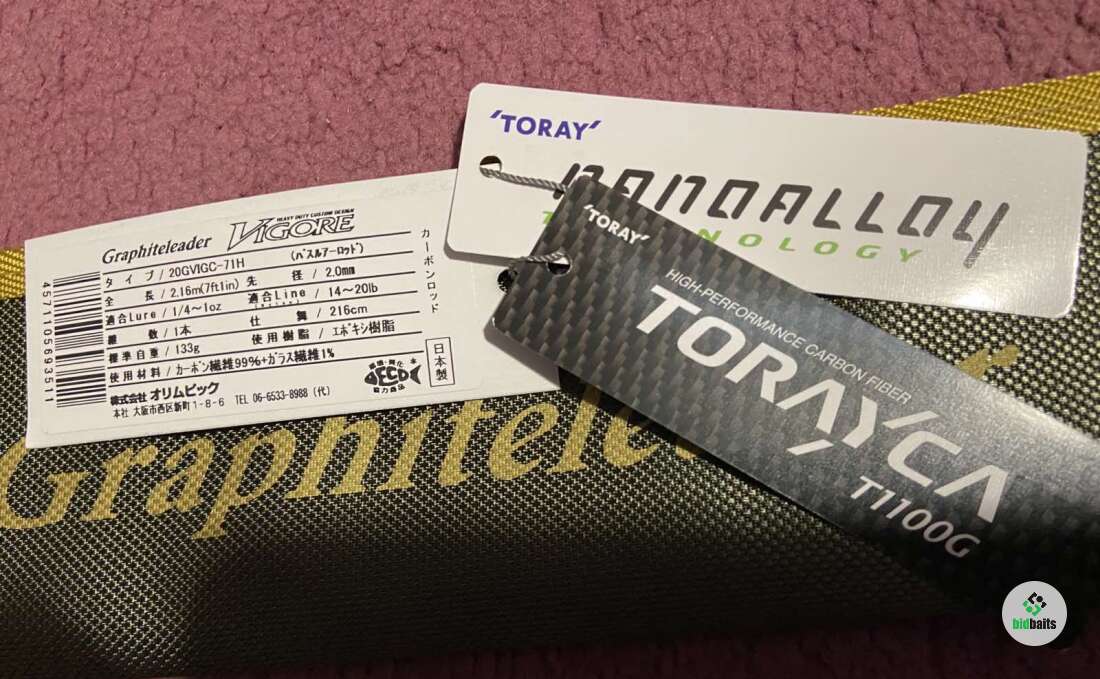 Graphiteleader HEAVY DUTY CUSTOM DESIGN VIGORE
タイプ / 20GVIGC-71H (バスルアーロッド)
全長 / 2.16m(7ft1in) 先径 / 2.0mm
適合Lure / 1/4～1oz 適合Line / 14～20lb
継数 / 1本 仕舞 / 216cm
標準自重 / 133g 使用樹脂 / エポキシ樹脂
使用材料 / カーボン繊維99%+ガラス繊維1%
株式会社 オリムピック
本社 大阪市西区新町1-8-6 TEL 06-6533-8988 (代)
カーボンロッド
日本製
4571105693511
'TORAY'
NANOALLOY
T NOLOGY
'TORAY'
HIGH-PERFORMANCE CARBON FIBER
TORAYCA
T1100G
Graphitelea
bidbaits